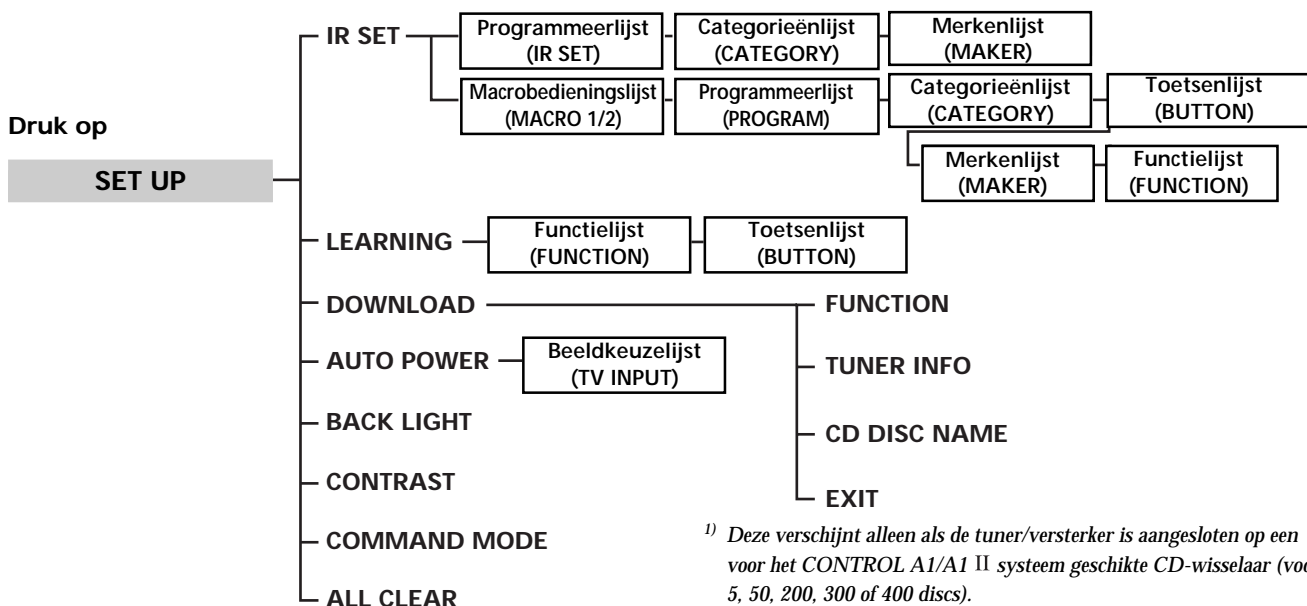 Druk op
SET UP
IR SET
Programmeerlijst
(IR SET)
Categorieënlijst
(CATEGORY)
Merkenlijst
(MAKER)
Macrobedieningslijst
(MACRO 1/2)
Programmeerlijst
(PROGRAM)
Categorieënlijst
(CATEGORY)
Toetsenlijst
(BUTTON)
Merkenlijst
(MAKER)
Functielijst
(FUNCTION)
LEARNING
Functielijst
(FUNCTION)
Toetsenlijst
(BUTTON)
DOWNLOAD
FUNCTION
TUNER INFO
CD DISC NAME
EXIT
AUTO POWER
Beeldkeuzelijst
(TV INPUT)
BACK LIGHT
CONTRAST
COMMAND MODE
ALL CLEAR
1) Deze verschijnt alleen als de tuner/versterker is aangesloten op een
voor het CONTROL A1/A1 II systeem geschikte CD-wisselaar (voo
5, 50, 200, 300 of 400 discs).